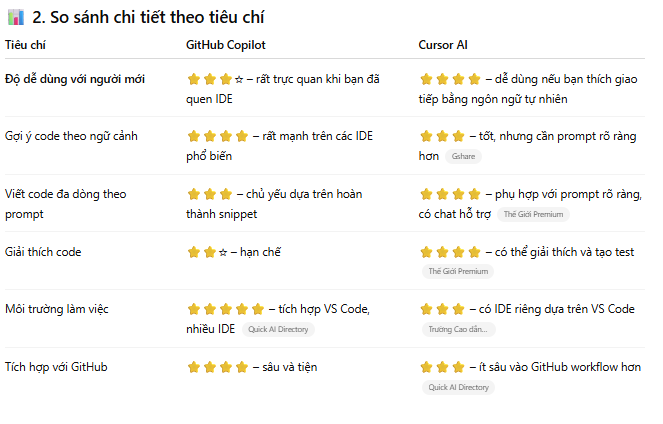 📊 2. So sánh chi tiết theo tiêu chí
Tiêu chí GitHub Copilot Cursor AI
Độ dễ dùng với người mới
⭐⭐⭐☆ – rất trực quan khi bạn đã
quen IDE
⭐⭐⭐⭐ – dễ dùng nếu bạn thích giao
tiếp bằng ngôn ngữ tự nhiên
Gợi ý code theo ngữ cảnh
⭐⭐⭐⭐ – rất mạnh trên các IDE
phổ biến
⭐⭐⭐ – tốt, nhưng cần prompt rõ ràng
hơn Gshare
Viết code đa dòng theo
prompt
⭐⭐⭐ – chủ yếu dựa trên hoàn
thành snippet
⭐⭐⭐⭐ – phụ hợp với prompt rõ ràng,
có chat hỗ trợ Thế Giới Premium
Giải thích code
⭐⭐☆ – hạn chế
⭐⭐⭐⭐ – có thể giải thích và tạo test
Thế Giới Premium
Môi trường làm việc
⭐⭐⭐⭐⭐ – tích hợp VS Code,
nhiều IDE Quick AI Directory
⭐⭐⭐ – có IDE riêng dựa trên VS Code
Trường Cao đẳn...
Tích hợp với GitHub
⭐⭐⭐⭐ – sâu và tiện
⭐⭐⭐ – ít sâu vào GitHub workflow hơn
Quick AI Directory